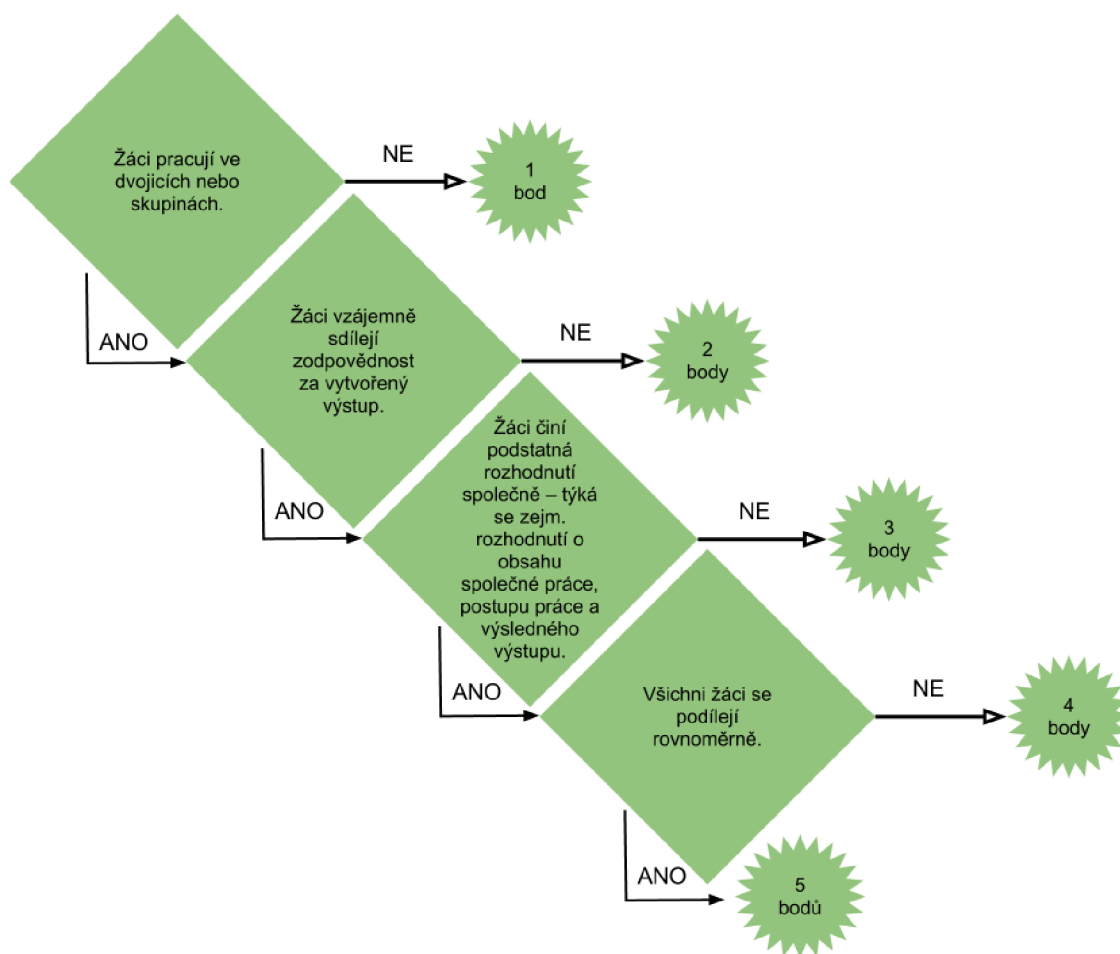 Žáci pracují ve
dvojicích nebo
skupinách.
NE
1
bod
ANO
Žáci vzájemně
sdílejí
zodpovědnost
za vytvořený
výstup.
NE
2
body
ANO
Žáci činí
podstatná
rozhodnutí
společně – týká
se zejm.
rozhodnutí o
obsahu
společné práce,
postupu práce a
výsledného
výstupu.
NE
3
body
ANO
Všichni žáci se
podílejí
rovnoměrně.
NE
4
body
ANO
5
bodů